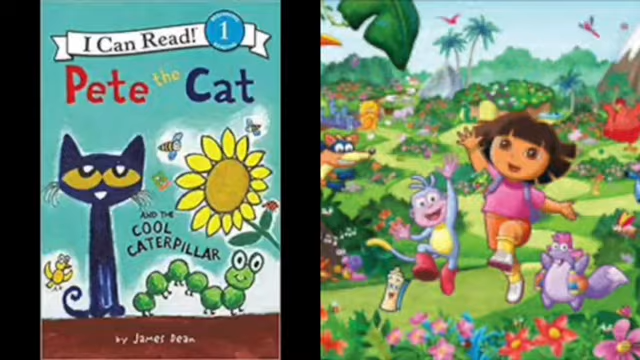 I Can Read!
1
Pete the Cat
AND THE
COOL
CATERPILLAR
by James Dean